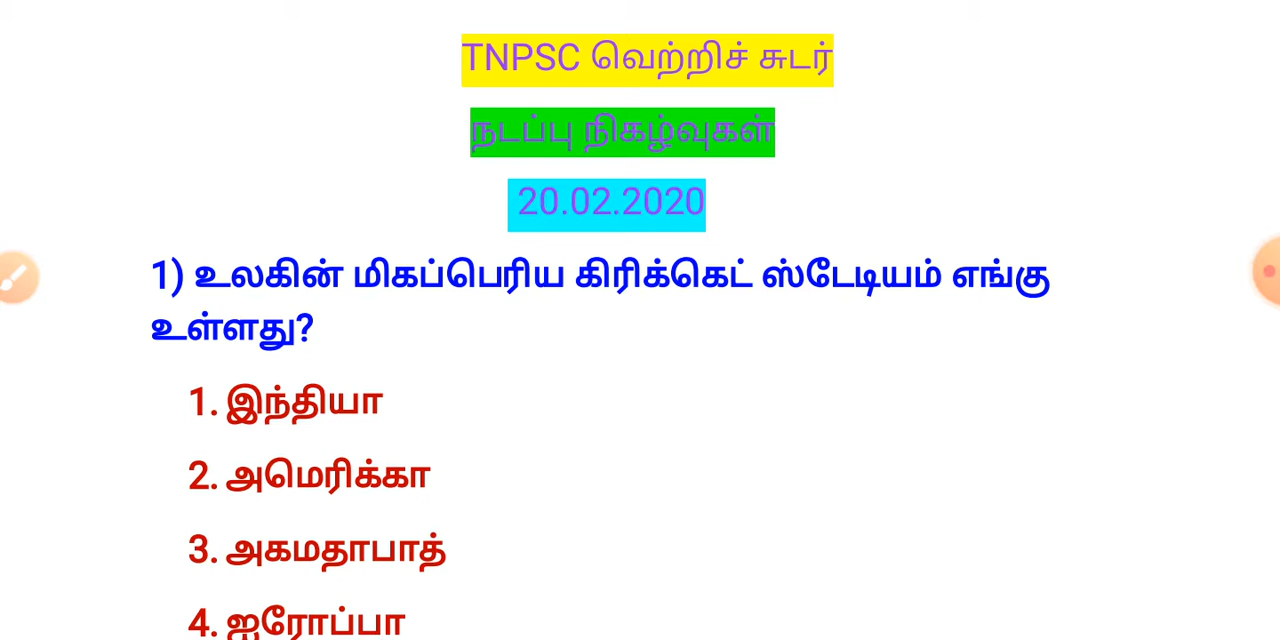 TNPSC வெற்றிச் சுடர்
நடப்பு நிகழ்வுகள்
20.02.2020
1) உலகின் மிகப்பெரிய கிரிக்கெட் ஸ்டேடியம் எங்கு
உள்ளது?
1. இந்தியா
2. அமெரிக்கா
3. அகமதாபாத்
4. ஐரோப்பா